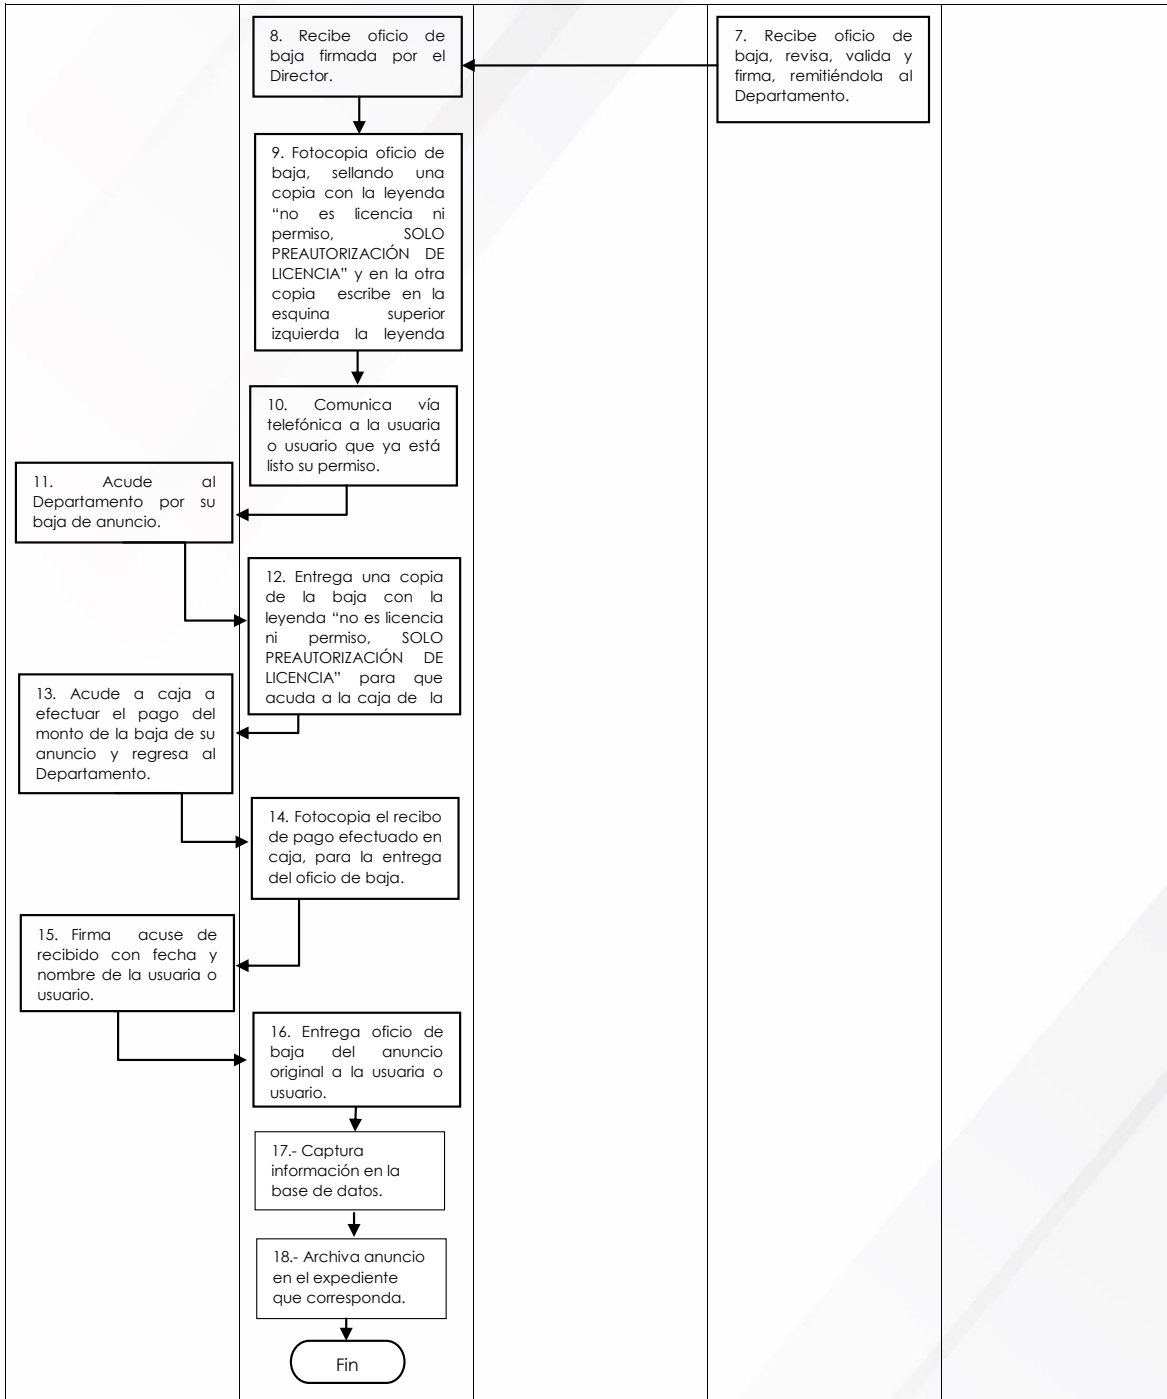 8. Recibe oficio de
baja firmada por el
Director.
7. Recibe oficio de
baja, revisa, valida y
firma, remitiéndola al
Departamento.
9. Fotocopia oficio de
baja, sellando una
copia con la leyenda
“no es licencia ni
permiso, SOLO
PREAUTORIZACIÓN DE
LICENCIA” y en la otra
copia escribe en la
esquina superior
izquierda la leyenda
10. Comunica vía
telefónica a la usuaria
o usuario que ya está
listo su permiso.
11. Acude al
Departamento por su
baja de anuncio.
12. Entrega una copia
de la baja con la
leyenda “no es licencia
ni permiso, SOLO
PREAUTORIZACIÓN DE
LICENCIA” para que
acuda a la caja de la
13. Acude a caja a
efectuar el pago del
monto de la baja de su
anuncio y regresa al
Departamento.
14. Fotocopia el recibo
de pago efectuado en
caja, para la entrega
del oficio de baja.
15. Firma acuse de
recibido con fecha y
nombre de la usuaria o
usuario.
16. Entrega oficio de
baja del anuncio
original a la usuaria o
usuario.
17.- Captura
información en la
base de datos.
18.- Archiva anuncio
en el expediente
que corresponda.
Fin